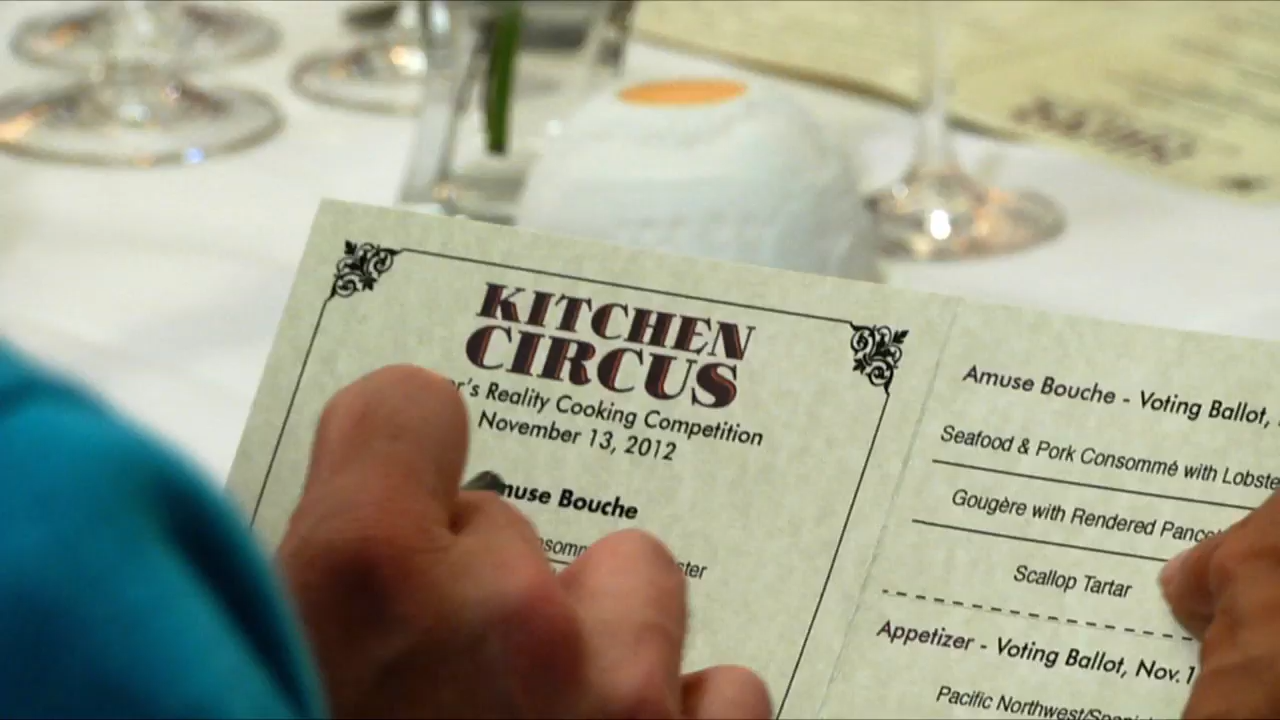 KITCHEN
CIRCUS
Reality Cooking Competition
November 13, 2012
Bouche
Amuse Bouche - Voting Ballot,
Seafood & Pork Consommé with Lobste
Gougère with Rendered Pance
Scallop Tartar
Appetizer - Voting Ballot, Nov. 1
Pacific Northwest/